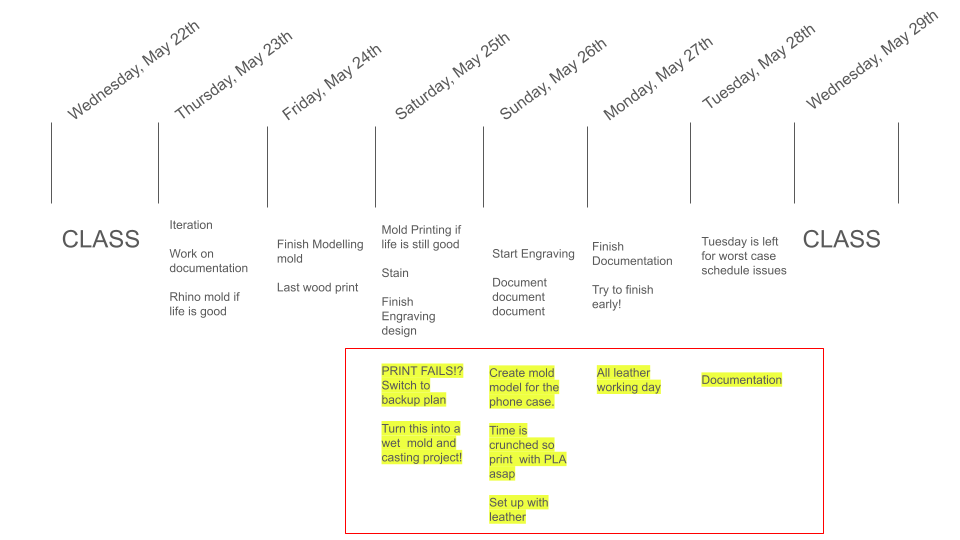 Wednesday, May 22th
Thursday, May 23th
Friday, May 24th
Saturday, May 25th
Sunday, May 26th
Monday, May 27th
Tuesday, May 28th
Wednesday, May 29th
CLASS
Iteration
Work on
documentation
Rhino mold if
life is good
Finish Modelling
mold
Last wood print
Mold Printing if
life is still good
Stain
Finish
Engraving
design
Start Engraving
Document
document
document
Finish
Documentation
Try to finish
early!
Tuesday is left
for worst case
schedule issues
CLASS
PRINT FAILS!?
Switch to
backup plan
Turn this into a
wet  mold and
casting project!
Create mold
model for the
phone case.
Time is
crunched so
print  with PLA
asap
Set up with
leather
All leather
working day
Documentation